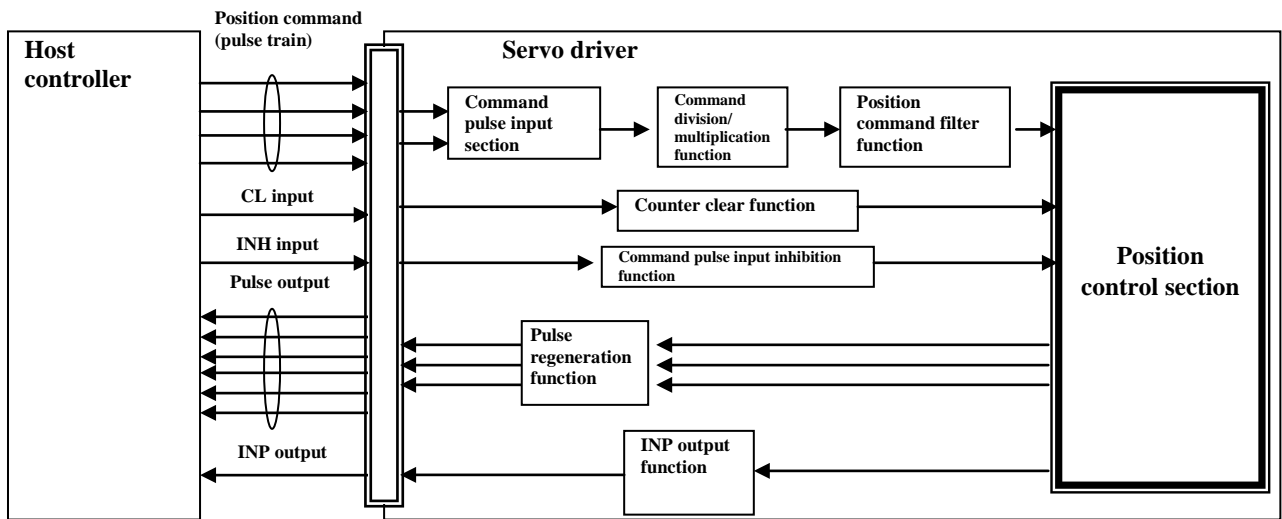 Position command
(pulse train)
Host
controller
Servo driver
Command
pulse input
section
Command
division/
multiplication
function
Position
command filter
function
CL input
Counter clear function
INH input
Command pulse input inhibition
function
Position
control section
Pulse output
Pulse
regeneration
function
INP output
INP output
function